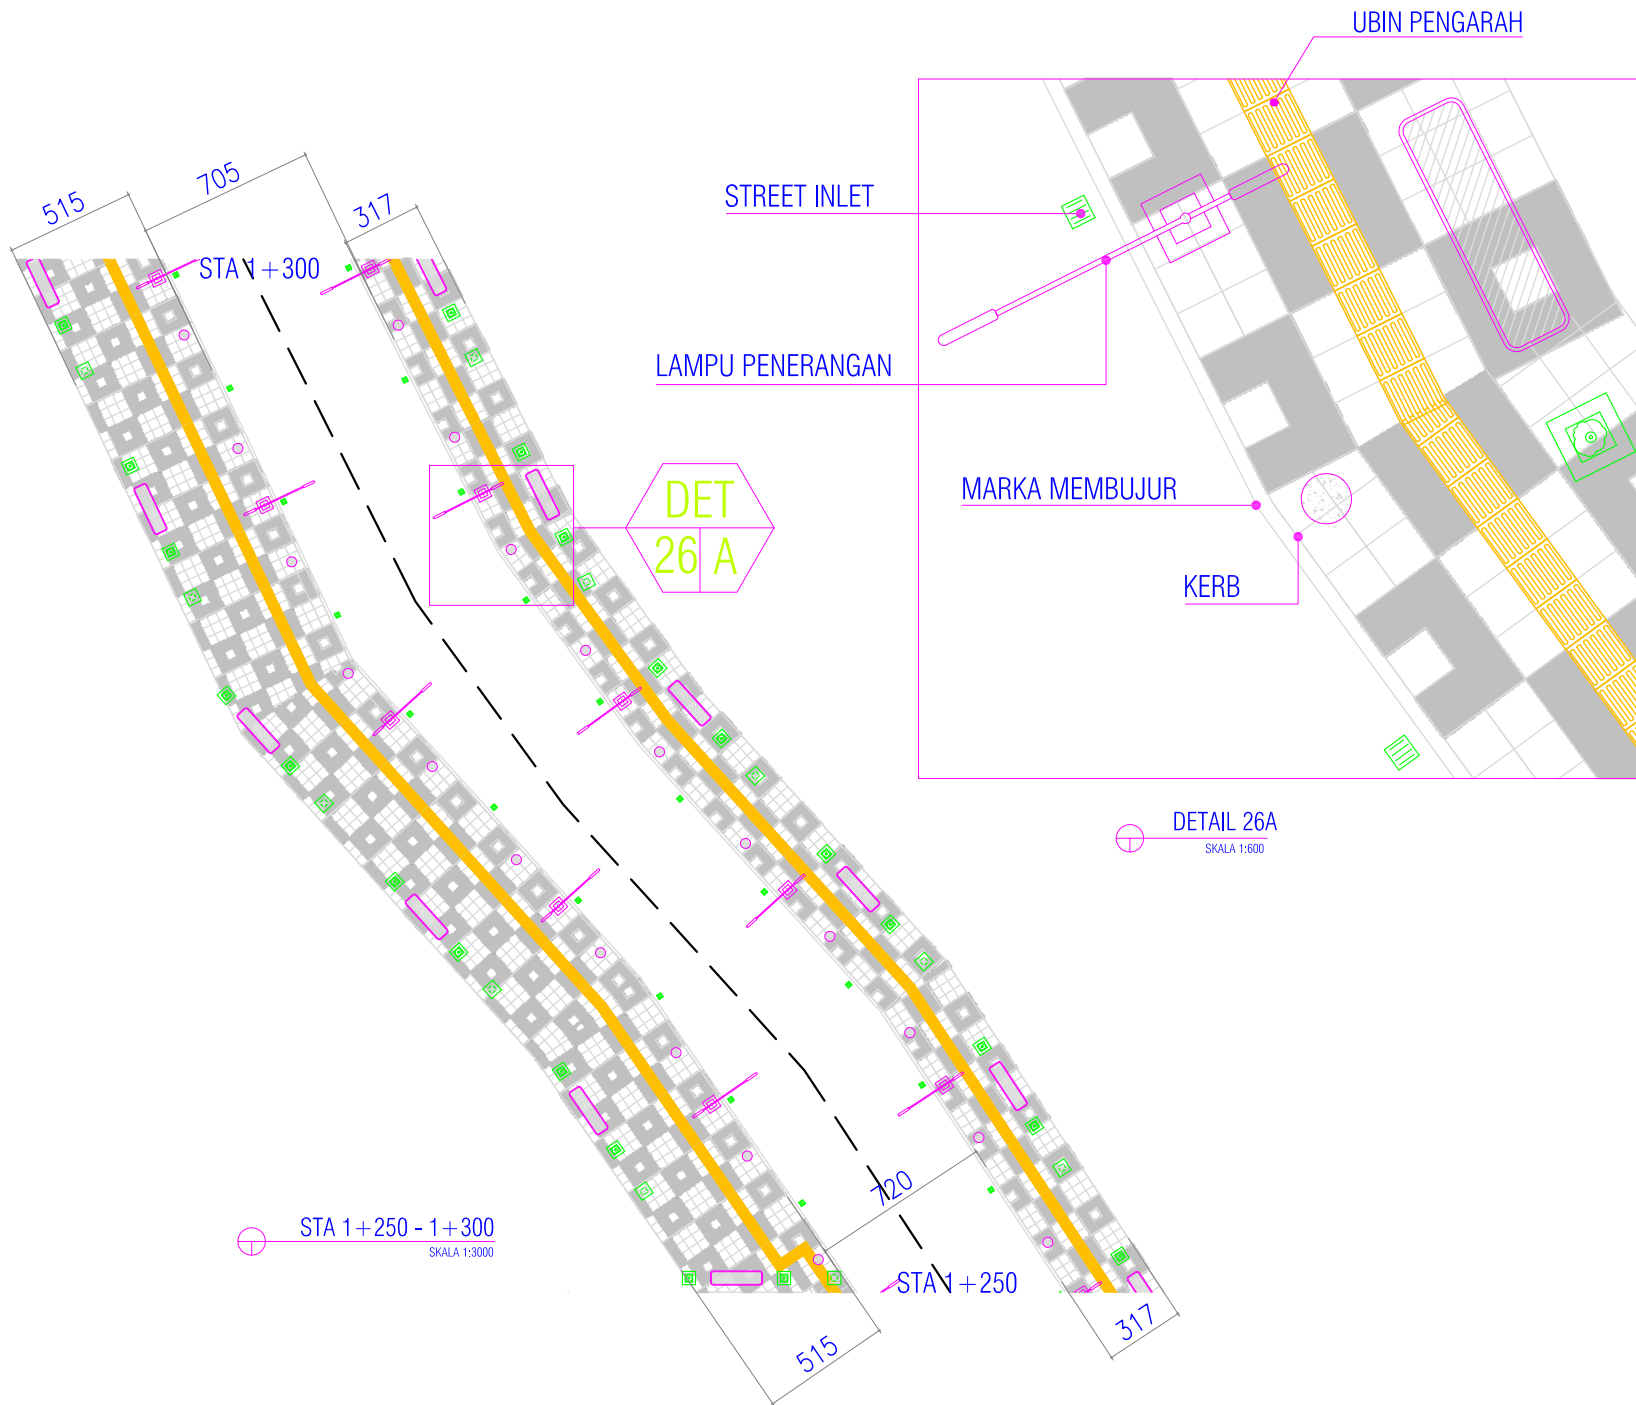 UBIN PENGARAH
705
515
317
STREET INLET
STA 1+300
LAMPU PENERANGAN
DET
26 A
MARKA MEMBUJUR
KERB
DETAIL 26A
SKALA 1:600
720
STA 1+250 - 1+300
SKALA 1:3000
STA 1+250
317
515